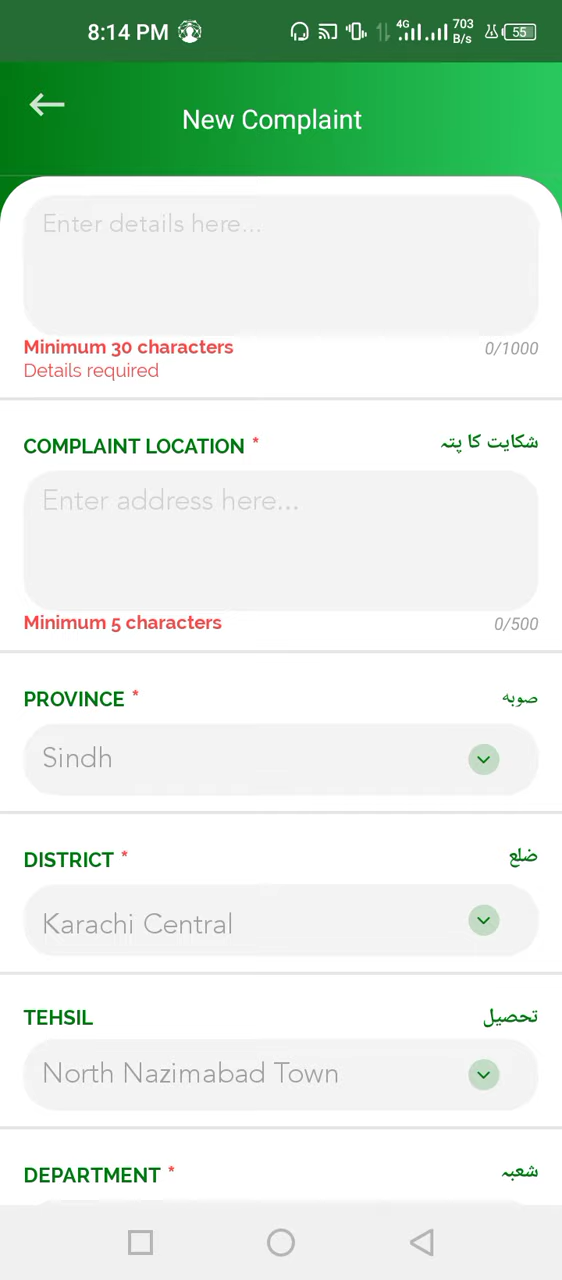 8:14 PM 4G 703 B/s 55
New Complaint
Enter details here...
Minimum 30 characters 0/1000
Details required
COMPLAINT LOCATION * شکایت کا پتہ
Enter address here...
Minimum 5 characters 0/500
PROVINCE * صوبہ
Sindh
DISTRICT * ضلع
Karachi Central
TEHSIL تحصیل
North Nazimabad Town
DEPARTMENT * شعبہ